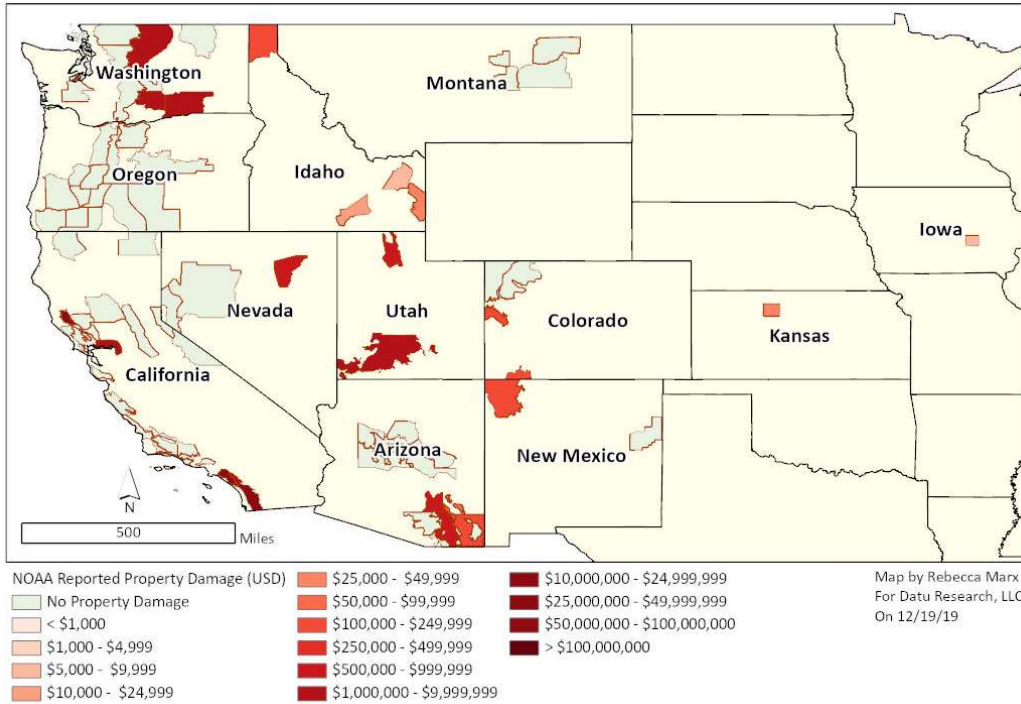 Washington
Montana
Oregon
Idaho
Iowa
Nevada
Utah
Colorado
Kansas
California
Arizona
New Mexico
N
500
Miles
NOAA Reported Property Damage (USD)
No Property Damage
< $1,000
$1,000 - $4,999
$5,000 - $9,999
$10,000 - $24,999
$25,000 - $49,999
$50,000 - $99,999
$100,000 - $249,999
$250,000 - $499,999
$500,000 - $999,999
$1,000,000 - $9,999,999
$10,000,000 - $24,999,999
$25,000,000 - $49,999,999
$50,000,000 - $100,000,000
> $100,000,000
Map by Rebecca Marx
For Datu Research, LLC
On 12/19/19